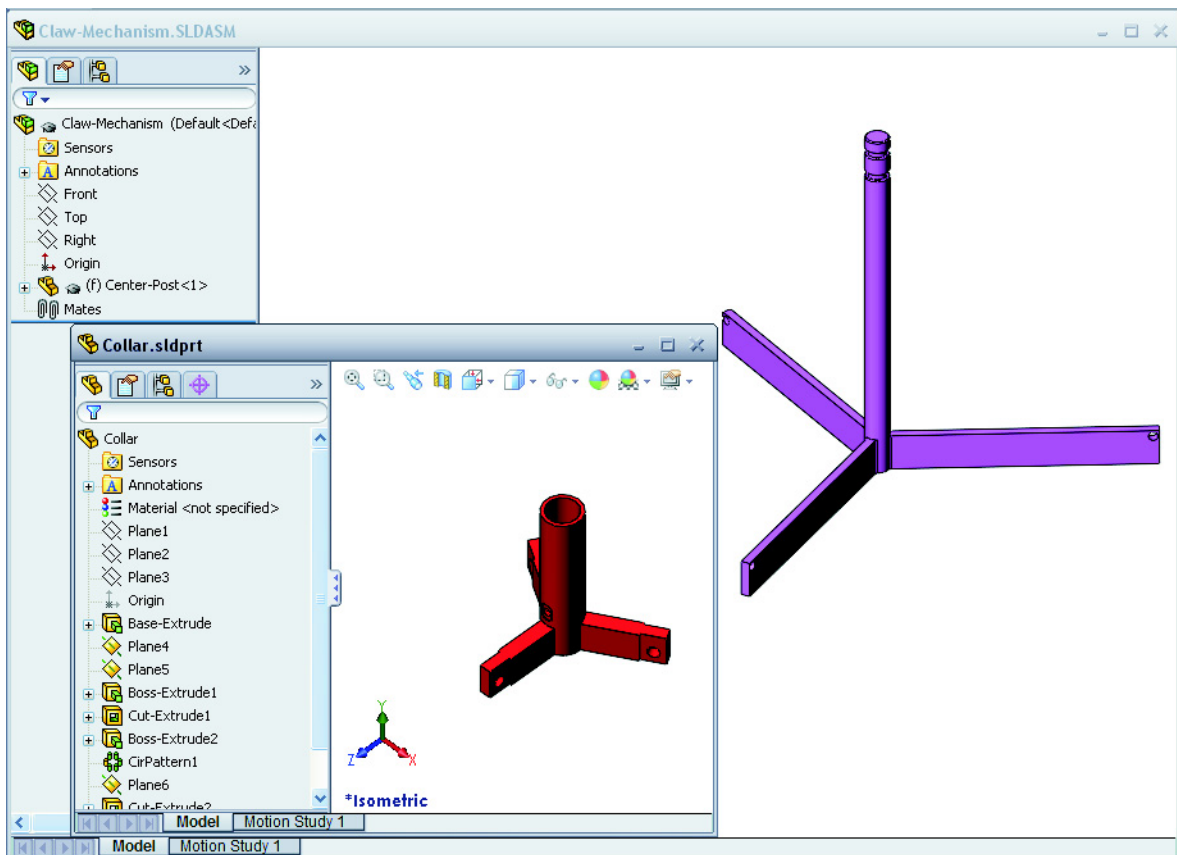 Claw-Mechanism.SLDASM
Claw-Mechanism (Default<Defa
Sensors
A Annotations
Front
Top
Right
Origin
(f) Center-Post<1>
Mates
Collar.sldprt
Collar
Sensors
A Annotations
Material <not specified>
Plane1
Plane2
Plane3
Origin
Base-Extrude
Plane4
Plane5
Boss-Extrude1
Cut-Extrude1
Boss-Extrude2
CirPattern1
Plane6
Cut-Extrude2
Y
Z X
*Isometric
Model Motion Study 1
Model Motion Study 1